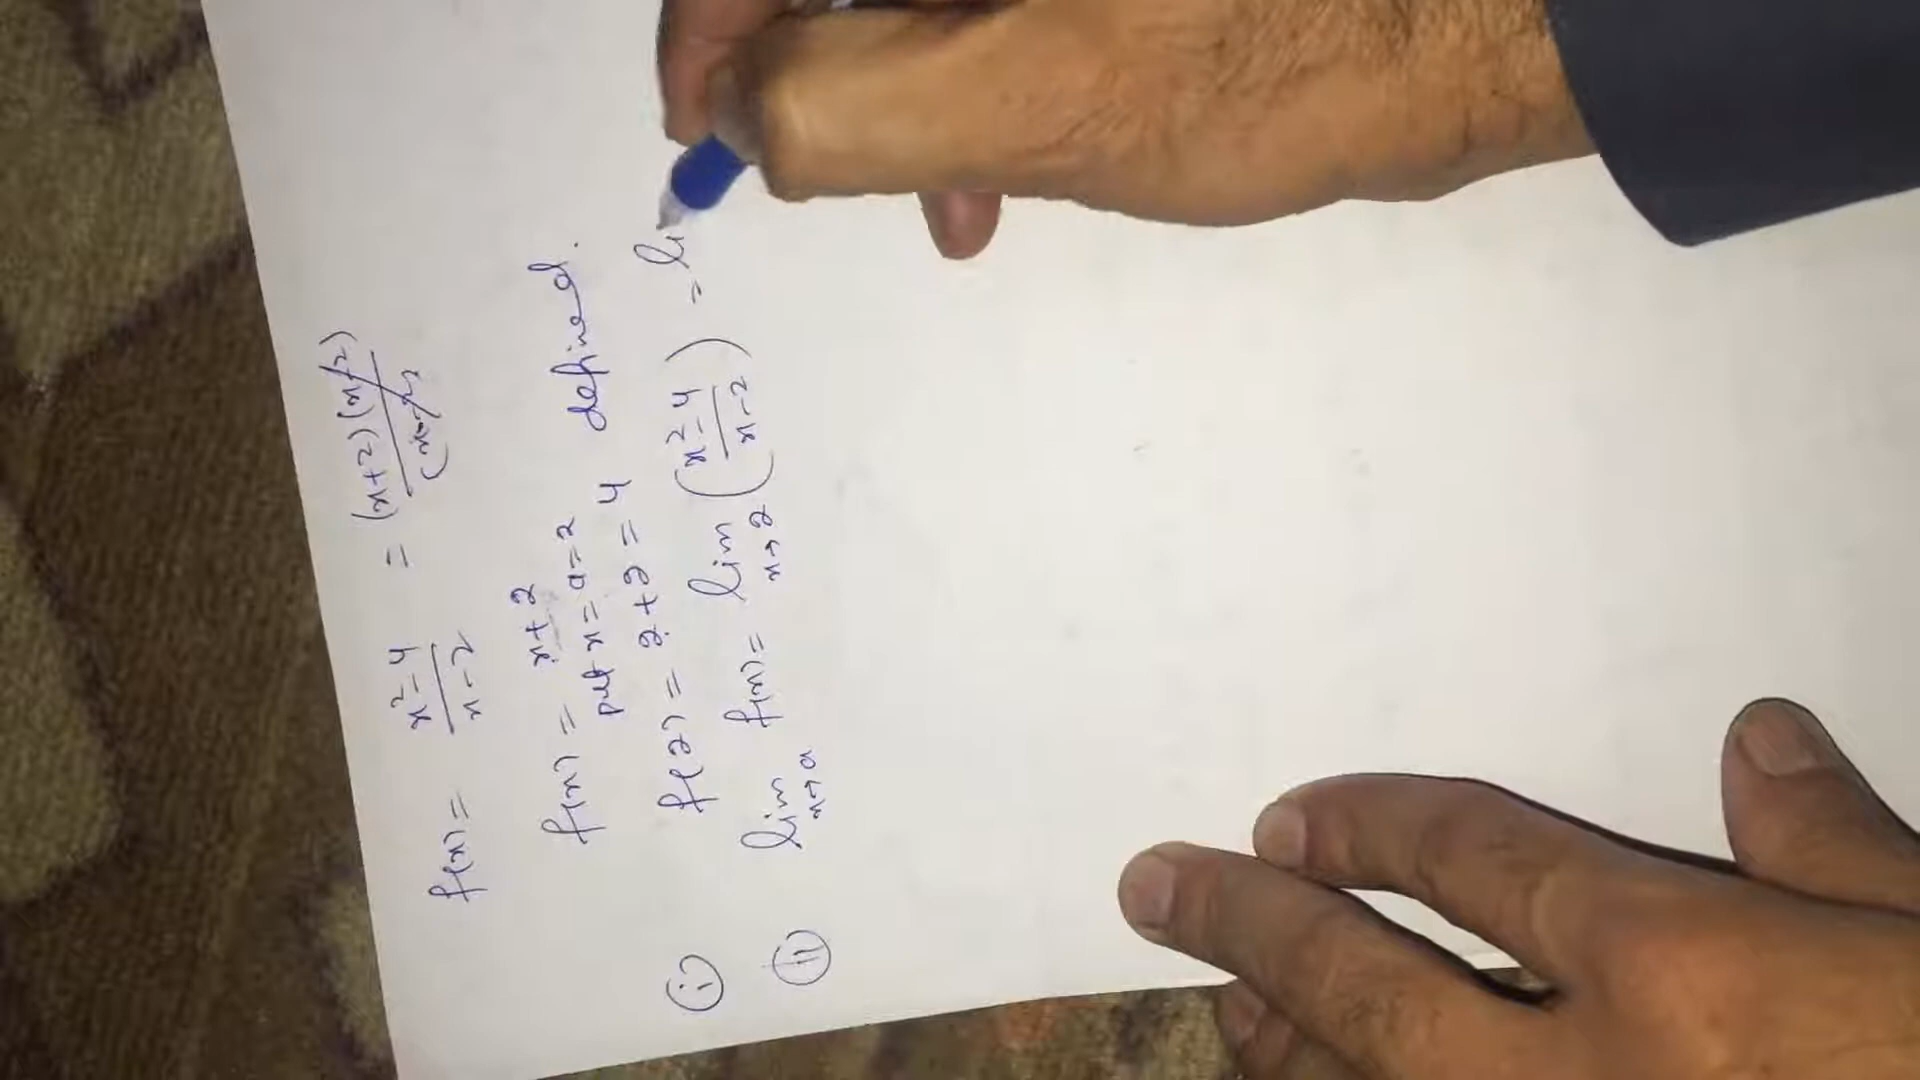 f(x) = x²-4 / x-2 = (x+2)(x-2) / (x-2)
f(x) = x+2
put x = a = 2
(i) f(2) = 2+2 = 4 defined.
(ii) lim x→a f(x) = lim x→2 (x²-4 / x-2) = li